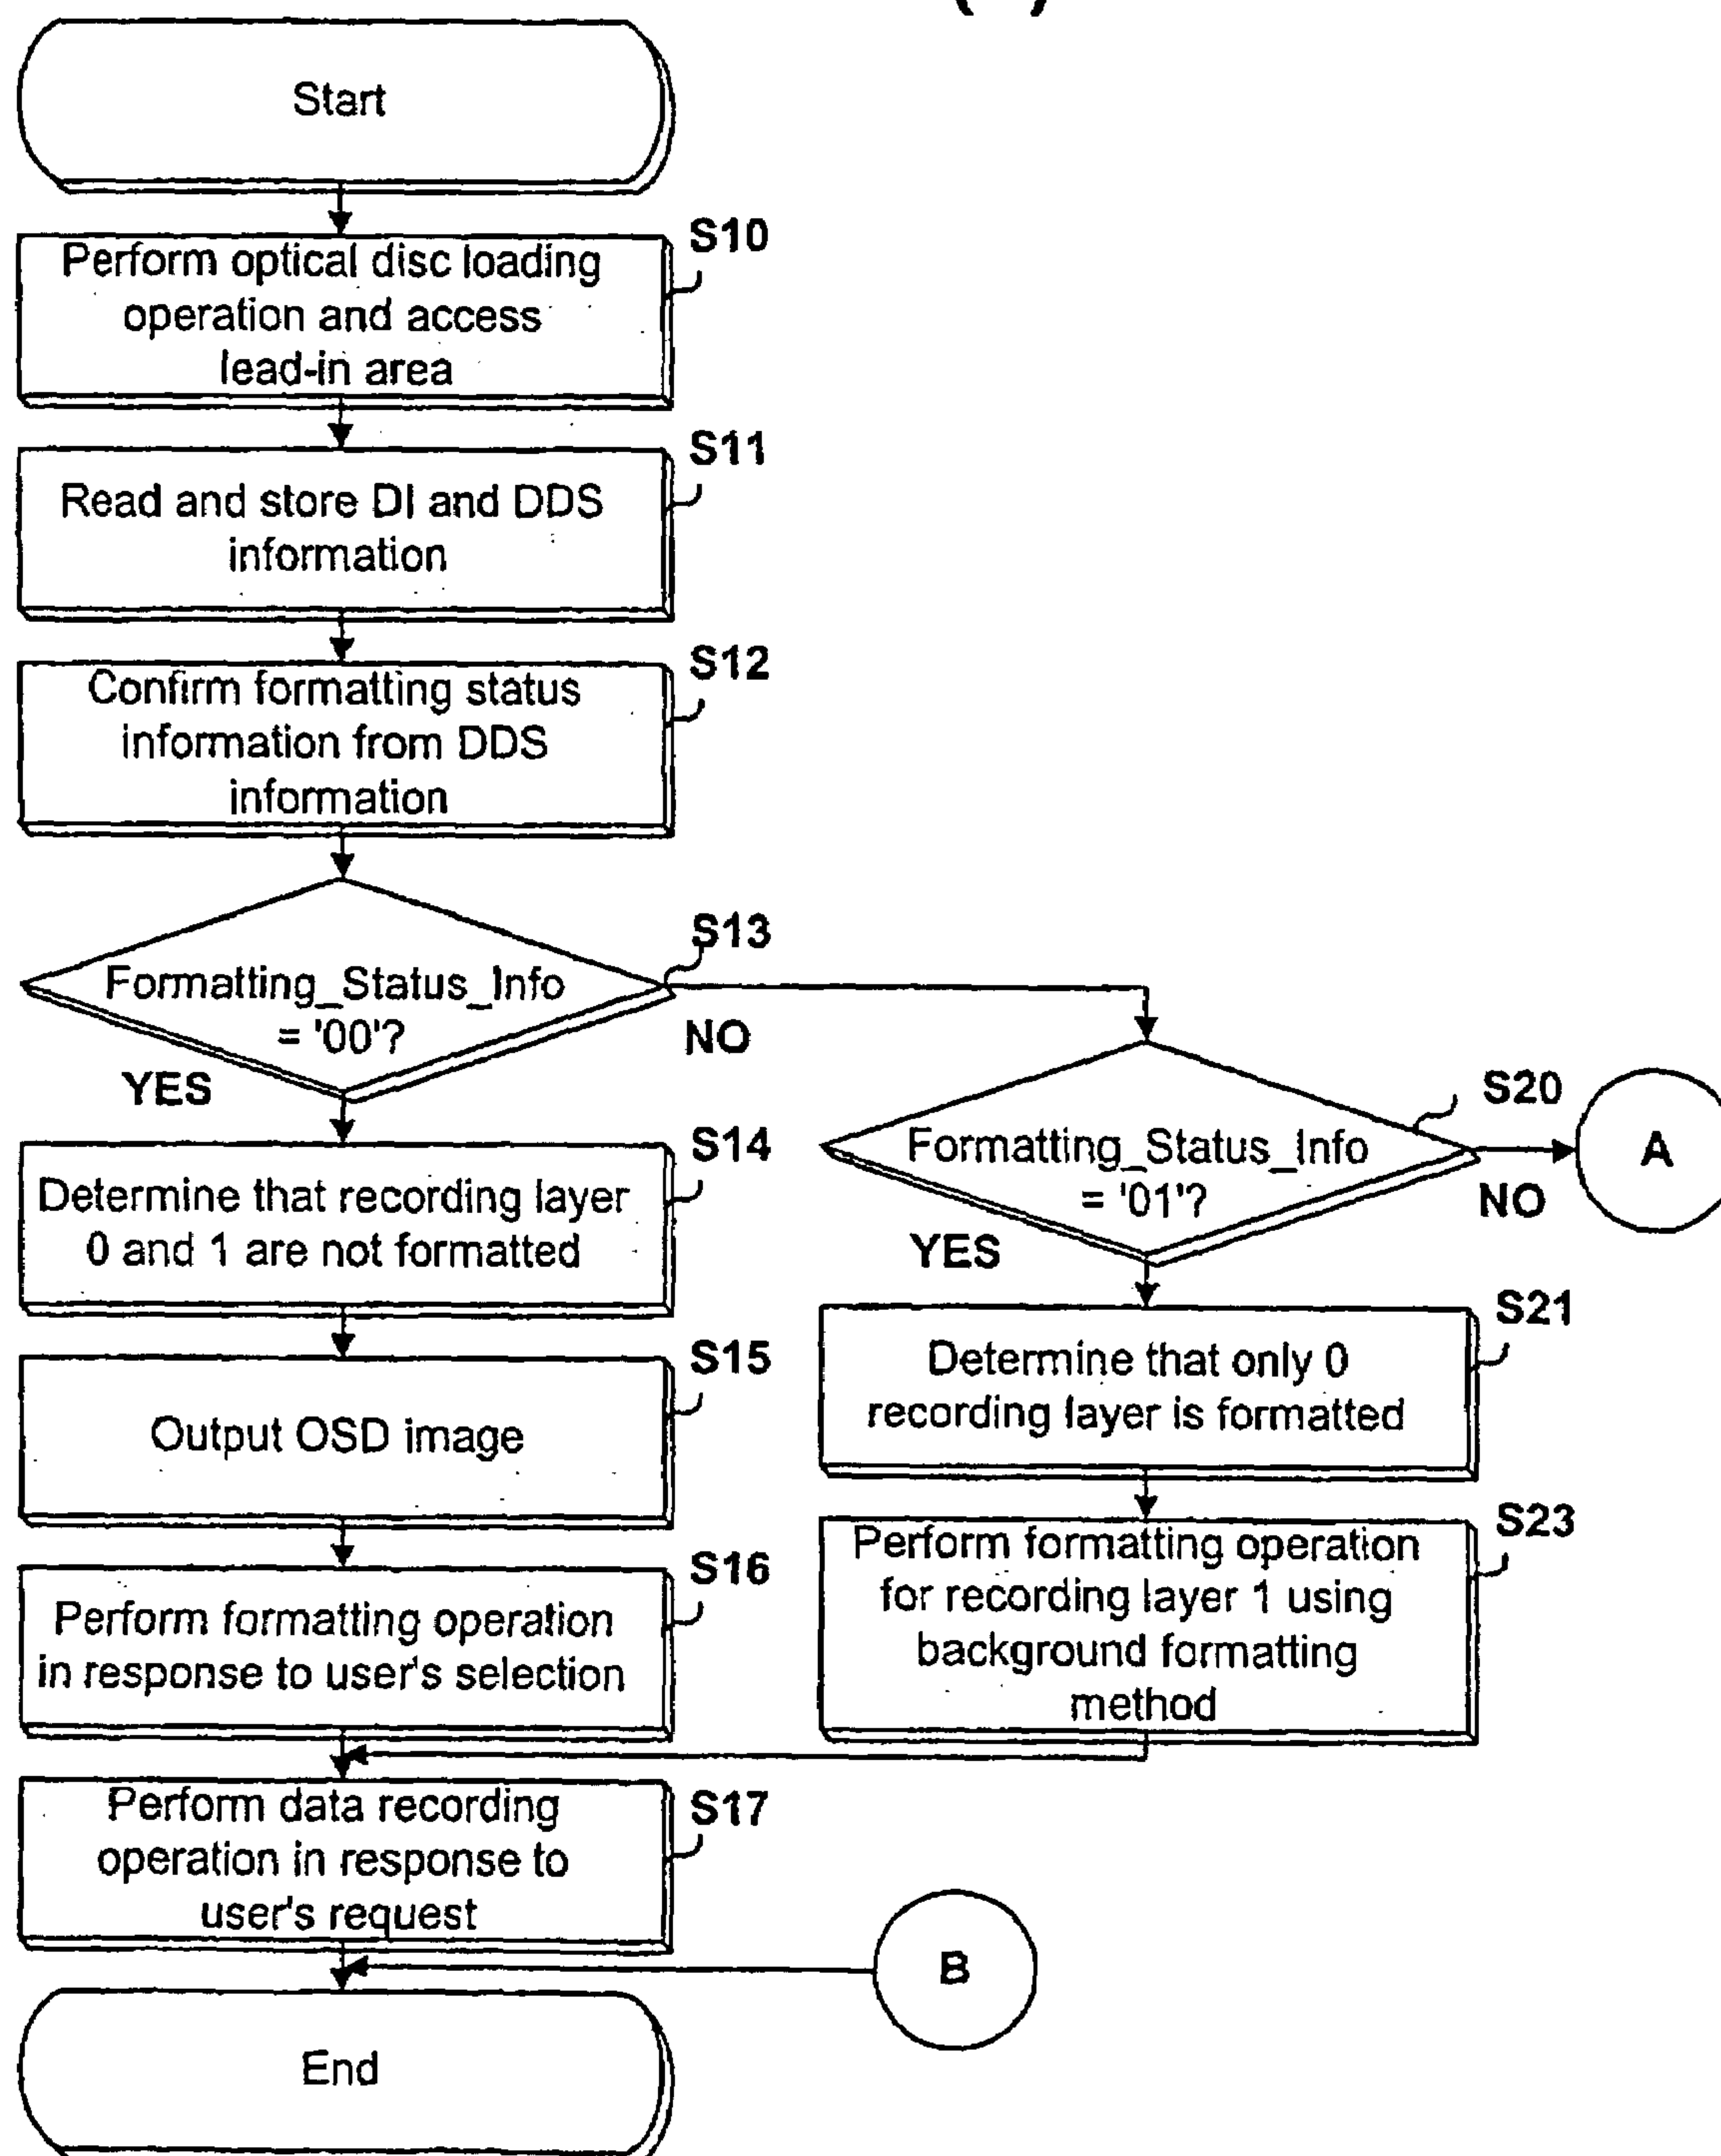 Start
S10
Perform optical disc loading
operation and access
lead-in area
S11
Read and store DI and DDS
information
S12
Confirm formatting status
information from DDS
information
S13
Formatting_Status_Info
= '00'?
NO
YES
S20
Formatting_Status_Info
= '01'?
NO
YES
A
S14
Determine that recording layer
0 and 1 are not formatted
S15
Output OSD image
S16
Perform formatting operation
in response to user's selection
S21
Determine that only 0
recording layer is formatted
S23
Perform formatting operation
for recording layer 1 using
background formatting
method
S17
Perform data recording
operation in response to
user's request
B
End